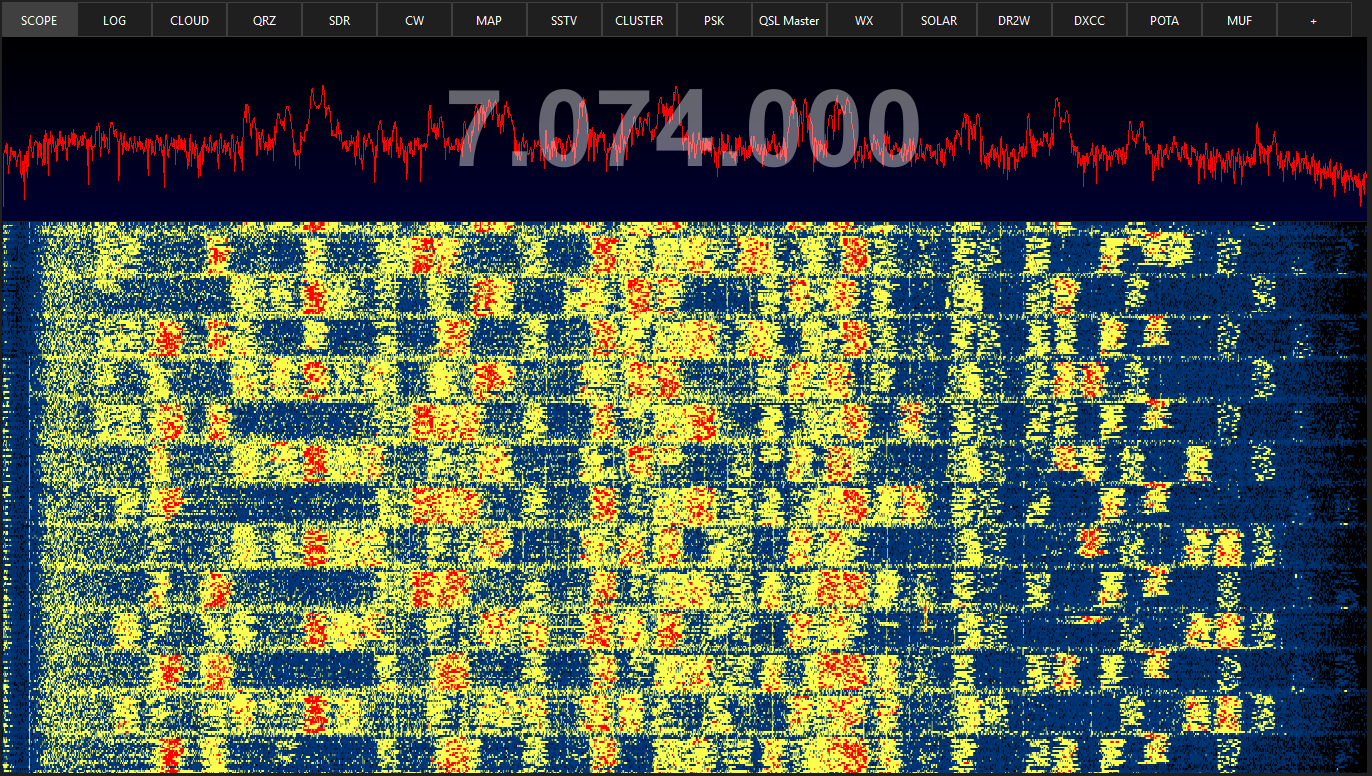 SCOPE LOG CLOUD QRZ SDR CW MAP SSTV CLUSTER PSK QSL Master WX SOLAR DR2W DXCC POTA MUF +
7.074.000